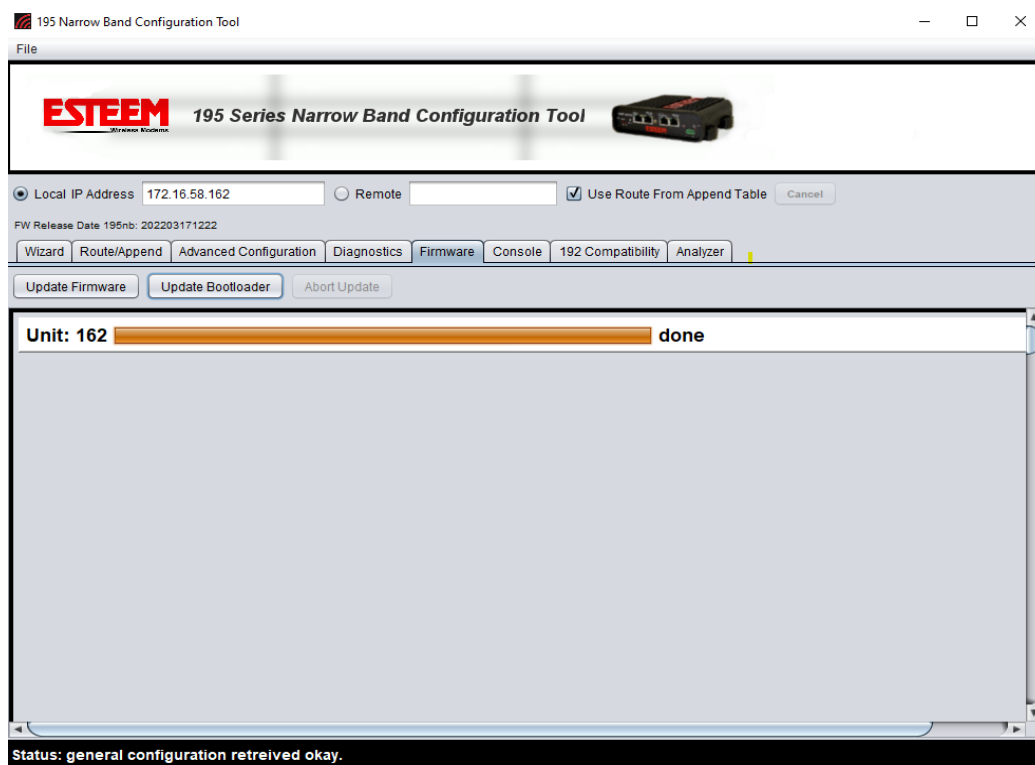 195 Narrow Band Configuration Tool
File
ESTEEM
Wireless Modems
195 Series Narrow Band Configuration Tool
ESTEEM
Local IP Address 172.16.58.162 Remote Use Route From Append Table Cancel
FW Release Date 195nb: 202203171222
Wizard Route/Append Advanced Configuration Diagnostics Firmware Console 192 Compatibility Analyzer
Update Firmware Update Bootloader Abort Update
Unit: 162 done
Status: general configuration retreived okay.